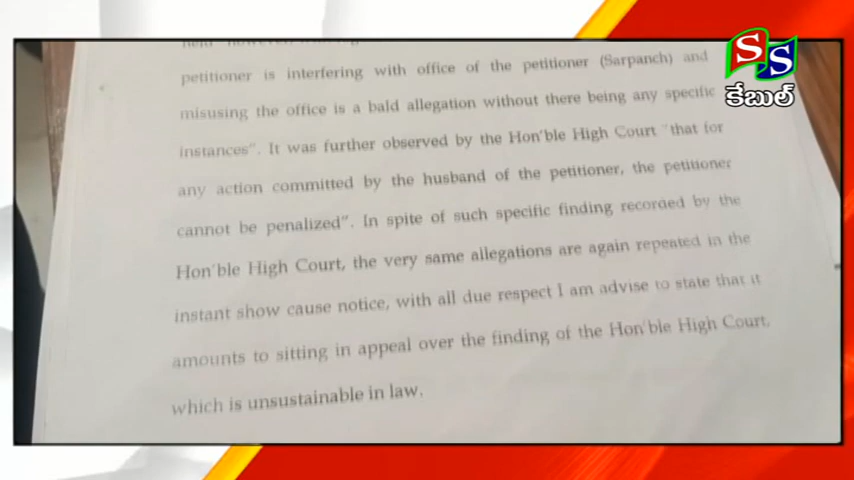 petitioner is interfering with office of the petitioner (Sarpanch) and
misusing the office is a bald allegation without there being any specific
instances". It was further observed by the Hon'ble High Court "that for
any action committed by the husband of the petitioner, the petitioner
cannot be penalized". In spite of such specific finding recorded by the
Hon'ble High Court, the very same allegations are again repeated in the
instant show cause notice, with all due respect I am advise to state that it
amounts to sitting in appeal over the finding of the Hon'ble High Court,
which is unsustainable in law.
SS
కేబుల్